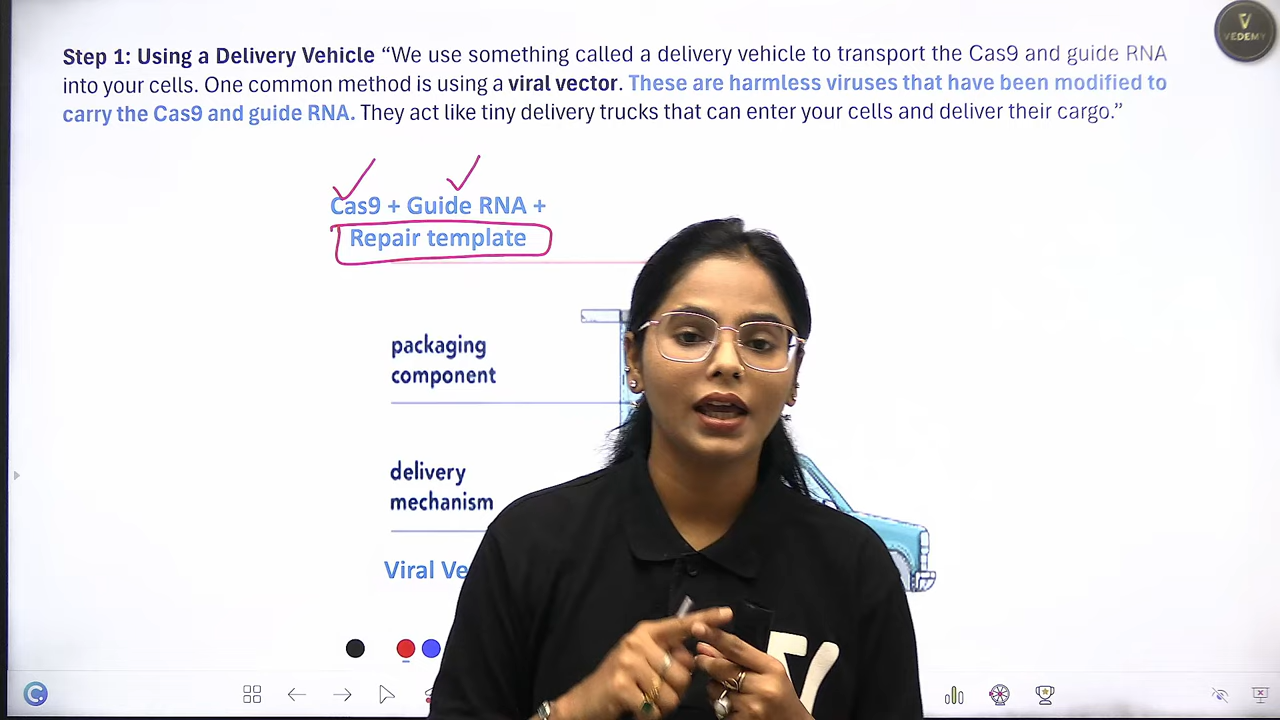 VEDEMY
Step 1: Using a Delivery Vehicle “We use something called a delivery vehicle to transport the Cas9 and guide RNA
into your cells. One common method is using a viral vector. These are harmless viruses that have been modified to
carry the Cas9 and guide RNA. They act like tiny delivery trucks that can enter your cells and deliver their cargo.”
Cas9 + Guide RNA +
Repair template
packaging
component
delivery
mechanism
Viral Ve